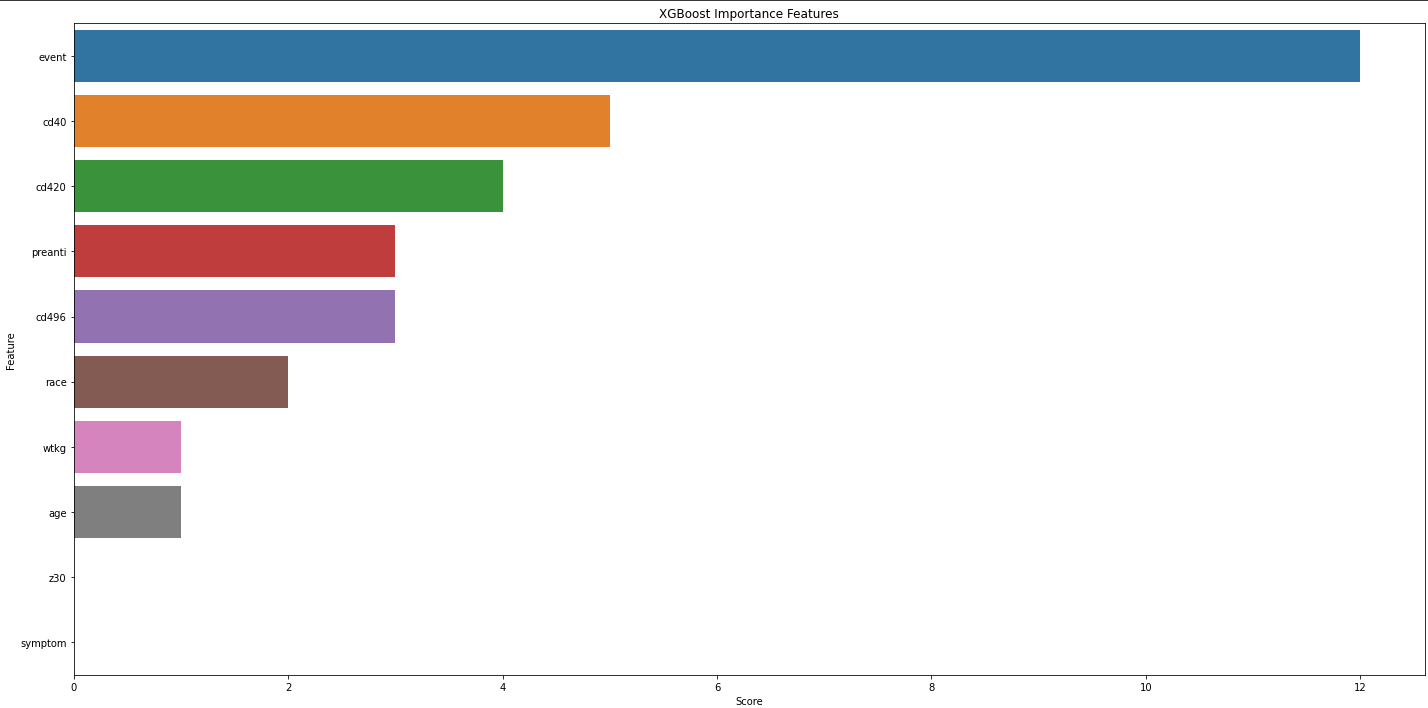 XGBoost Importance Features
event
cd40
cd420
preanti
cd496
race
wtkg
age
z30
symptom
Feature
0 2 4 6 8 10 12
Score